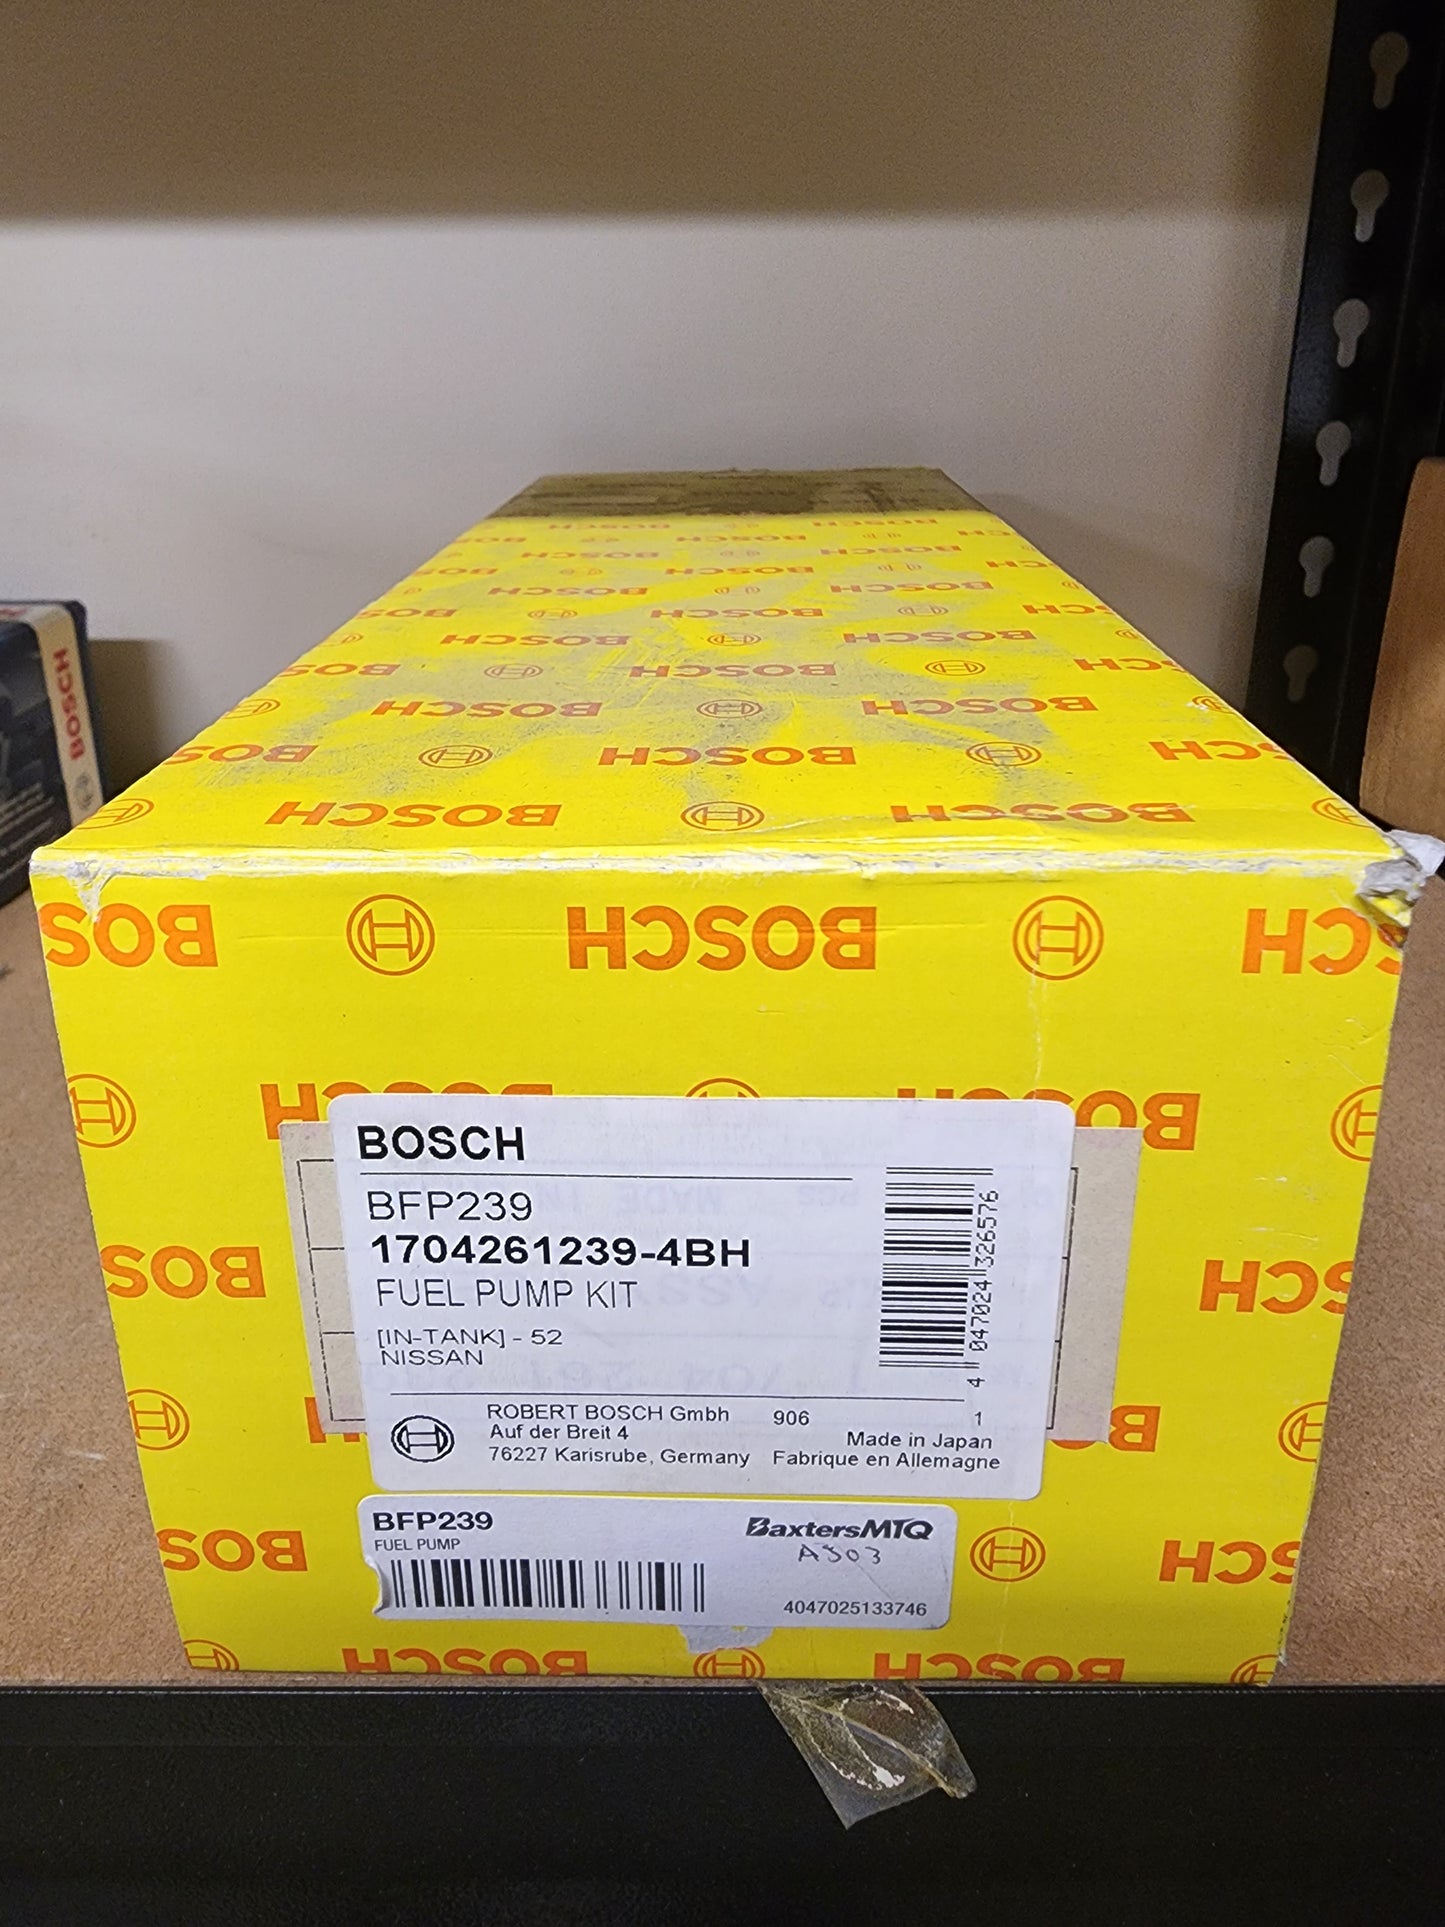 BOSCH
BOSCH
BFP239
1704261239-4BH
FUEL PUMP KIT
[IN-TANK] - 52
NISSAN
4 047024 326576
1
ROBERT BOSCH Gmbh
Auf der Breit 4
76227 Karisrube, Germany
906
Made in Japan
Fabrique en Allemagne
BFP239
FUEL PUMP
BaxtersMTQ
4047025133746